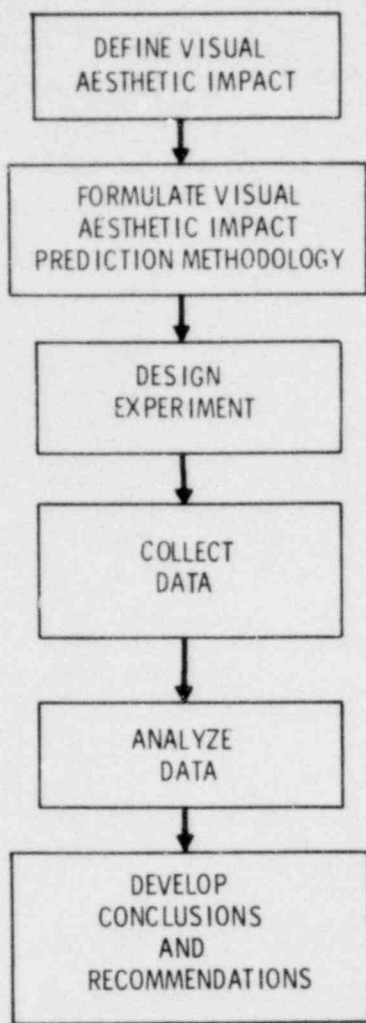 DEFINE VISUAL
AESTHETIC IMPACT
FORMULATE VISUAL
AESTHETIC IMPACT
PREDICTION METHODOLOGY
DESIGN
EXPERIMENT
COLLECT
DATA
ANALYZE
DATA
DEVELOP
CONCLUSIONS
AND
RECOMMENDATIONS